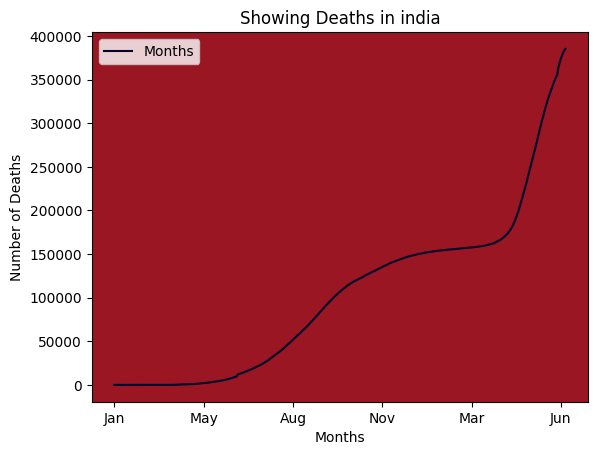 Showing Deaths in india
Months
400000
350000
300000
250000
200000
150000
100000
50000
0
Number of Deaths
Jan May Aug Nov Mar Jun
Months